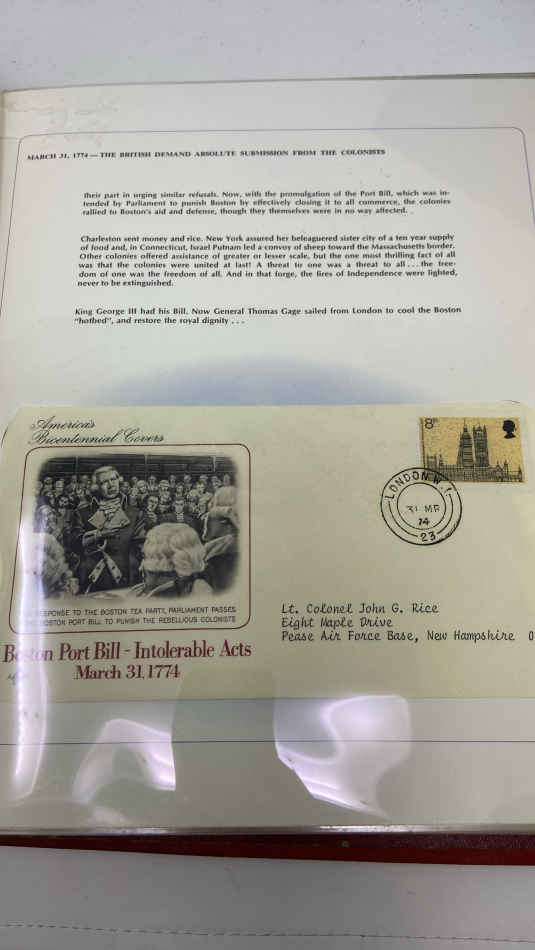 MARCH 31, 1774 — THE BRITISH DEMAND ABSOLUTE SUBMISSION FROM THE COLONISTS
their part in urging similar refusals. Now, with the promulgation of the Port Bill, which was in-
tended by Parliament to punish Boston by effectively closing it to all commerce, the colonies
rallied to Boston's aid and defense, though they themselves were in no way affected.
Charleston sent money and rice. New York assured her beleaguered sister city of a ten year supply
of food and, in Connecticut, Israel Putnam led a convoy of sheep toward the Massachusetts border.
Other colonies offered assistance of greater or lesser scale, but the one most thrilling fact of all
was that the colonies were united at last! A threat to one was a threat to all . . . the free-
dom of one was the freedom of all. And in that forge, the fires of Independence were lighted,
never to be extinguished.
King George III had his Bill. Now General Thomas Gage sailed from London to cool the Boston
"hotbed", and restore the royal dignity . . .
America's
Bicentennial Covers
8P
LONDON W.1
31 MR
74
23
RESPONSE TO THE BOSTON TEA PARTY, PARLIAMENT PASSES
BOSTON PORT BILL TO PUNISH THE REBELLIOUS COLONISTS
Boston Port Bill - Intolerable Acts
March 31, 1774
Lt. Colonel John G. Rice
Eight Maple Drive
Pease Air Force Base, New Hampshire 0